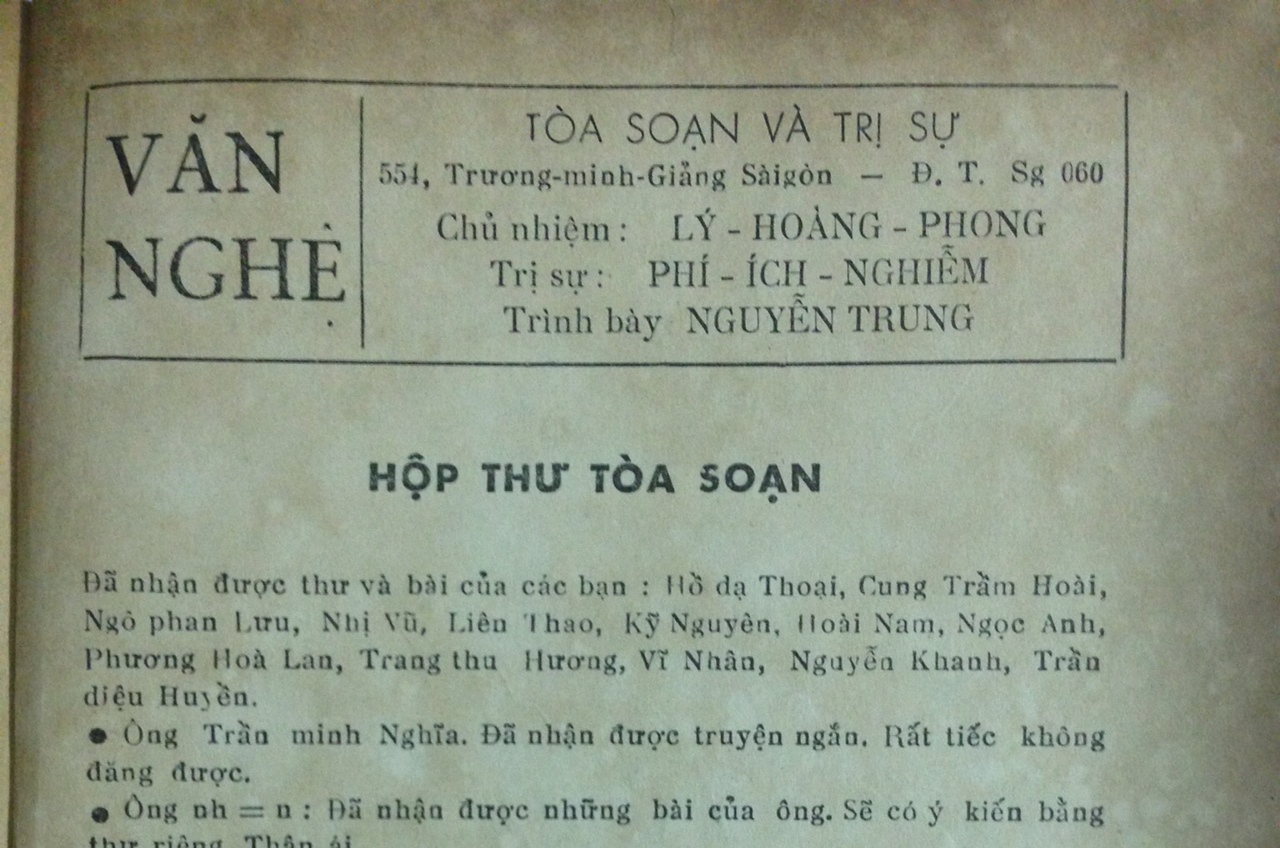 VĂN
NGHỆ
TÒA SOẠN VÀ TRỊ SỰ
551, Trương-minh-Giảng Sàigòn — Đ. T. Sg 060
Chủ nhiệm : LÝ - HOÀNG - PHONG
Trị sự : PHÍ - ÍCH - NGHIỄM
Trình bày NGUYỄN TRUNG
HỘP THƯ TÒA SOẠN
Đã nhận được thư và bài của các bạn : Hồ dạ Thoại, Cung Trầm Hoài,
Ngô phan Lưu, Nhị Vũ, Liên Thao, Kỹ Nguyên, Hoài Nam, Ngọc Anh,
Phương Hoà Lan, Trang thu Hương, Vĩ Nhân, Nguyễn Khanh, Trần
diệu Huyền.
● Ông Trần minh Nghĩa. Đã nhận được truyện ngắn. Rất tiếc không
đăng được.
● Ông nh = n : Đã nhận được những bài của ông. Sẽ có ý kiến bằng
thư riêng. Thân ái.